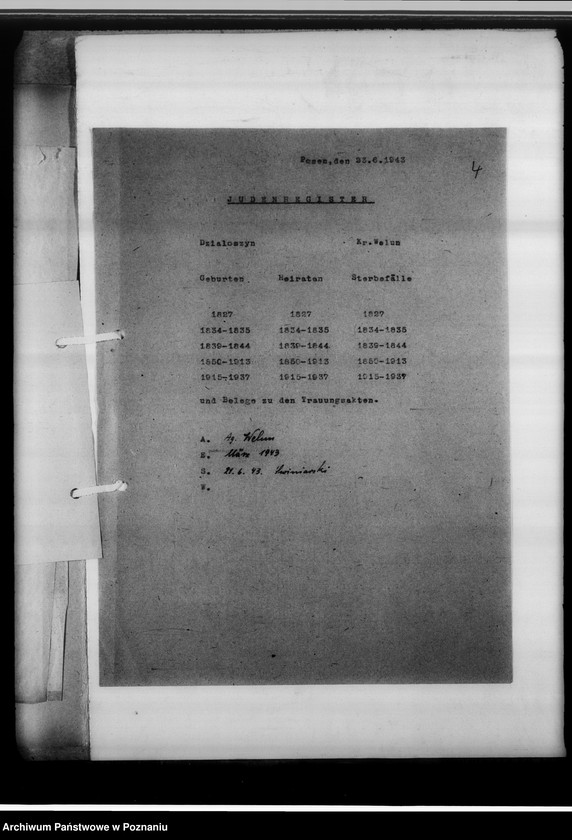 Posen, den 23.6.1943
4
JUDENREGISTER
Dzialoszyn Kr.Welun
Geburten Heiraten Sterbefälle
1827 1827 1827
1834-1835 1834-1835 1834-1835
1839-1844 1839-1844 1839-1844
1850-1913 1850-1913 1850-1913
1915-1937 1915-1937 1915-1937
und Belege zu den Trauungsakten.
A. Ag. Welun
E. März 1943
S. 21.6.43.
W.
Archiwum Państwowe w Poznaniu